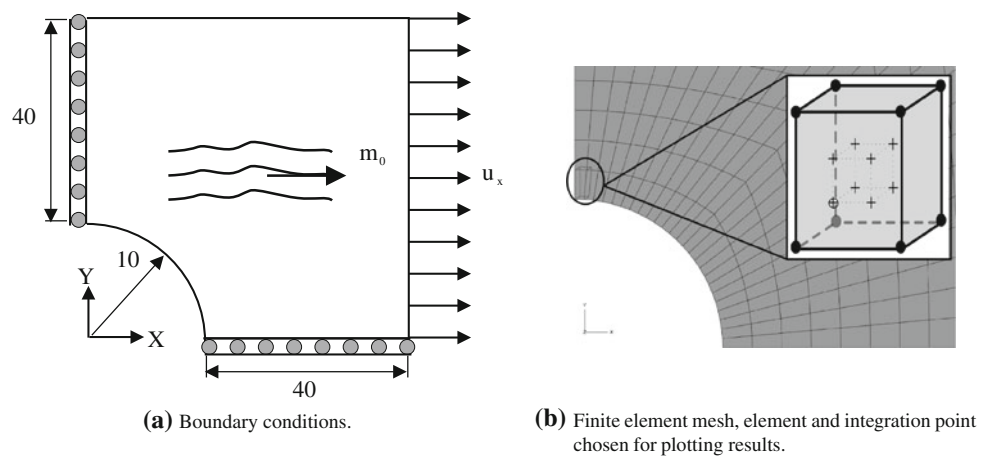 40
m₀
uₓ
10
Y
X
40
(a) Boundary conditions.
(b) Finite element mesh, element and integration point
chosen for plotting results.